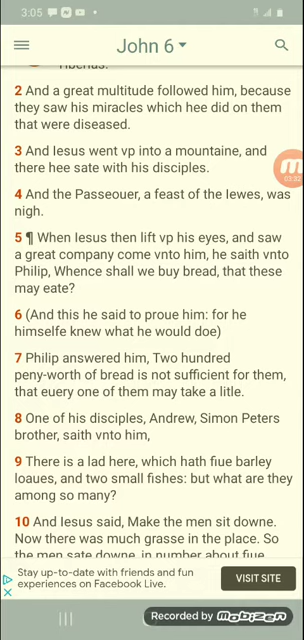 3:05
John 6
Tiberias.
2 And a great multitude followed him, because
they saw his miracles which hee did on them
that were diseased.
3 And Iesus went vp into a mountaine, and
there hee sate with his disciples.
4 And the Passeouer, a feast of the Iewes, was
nigh.
5 ¶ When Iesus then lift vp his eyes, and saw
a great company come vnto him, he saith vnto
Philip, Whence shall we buy bread, that these
may eate?
6 (And this he said to proue him: for he
himselfe knew what he would doe)
7 Philip answered him, Two hundred
peny-worth of bread is not sufficient for them,
that euery one of them may take a litle.
8 One of his disciples, Andrew, Simon Peters
brother, saith vnto him,
9 There is a lad here, which hath fiue barley
loaues, and two small fishes: but what are they
among so many?
10 And Iesus said, Make the men sit downe.
Now there was much grasse in the place. So
the men sate downe, in number about fiue
Stay up-to-date with friends and fun
experiences on Facebook Live.
VISIT SITE
Recorded by mobizen